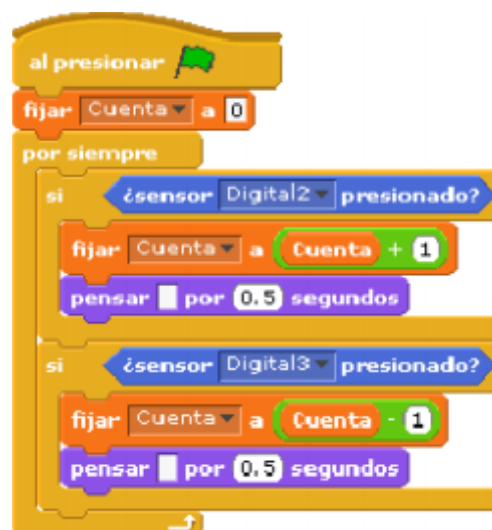 al presionar
fijar Cuenta a 0
por siempre
si ¿sensor Digital2 presionado?
fijar Cuenta a Cuenta + 1
pensar por 0.5 segundos
si ¿sensor Digital3 presionado?
fijar Cuenta a Cuenta - 1
pensar por 0.5 segundos